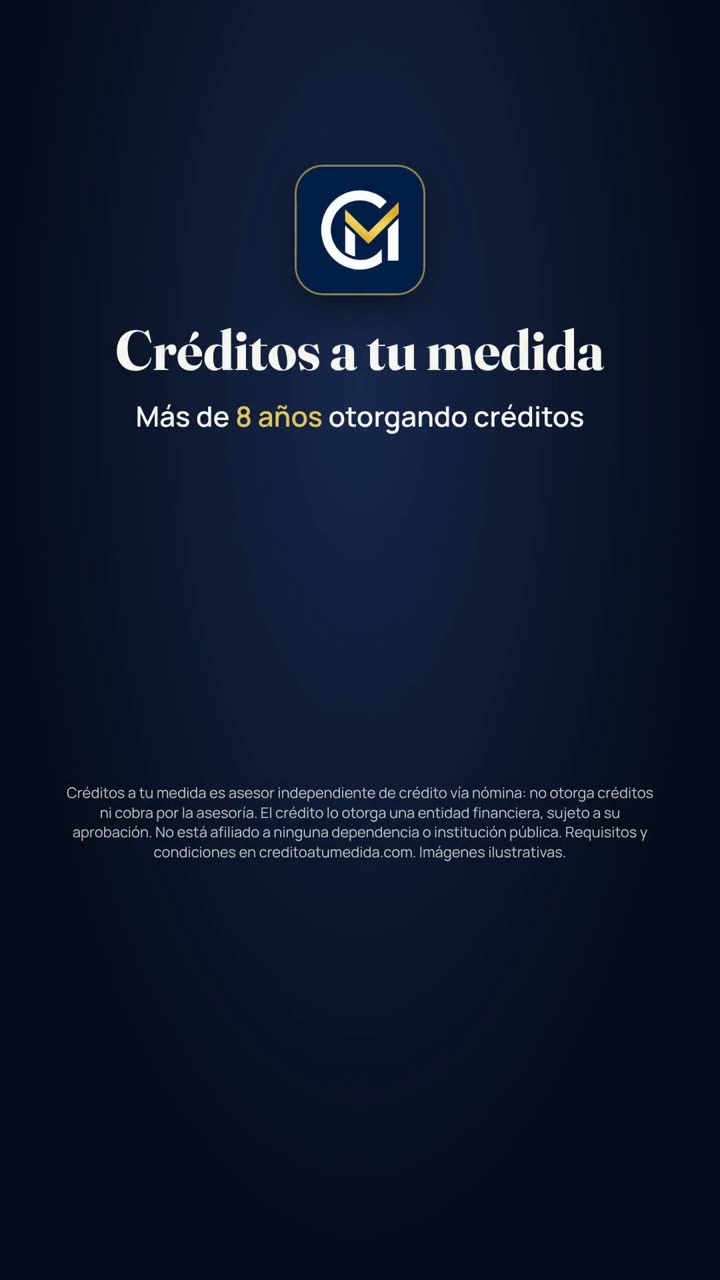 CM
Créditos a tu medida
Más de 8 años otorgando créditos
Créditos a tu medida es asesor independiente de crédito vía nómina: no otorga créditos
ni cobra por la asesoría. El crédito lo otorga una entidad financiera, sujeto a su
aprobación. No está afiliado a ninguna dependencia o institución pública. Requisitos y
condiciones en creditoatumedida.com. Imágenes ilustrativas.